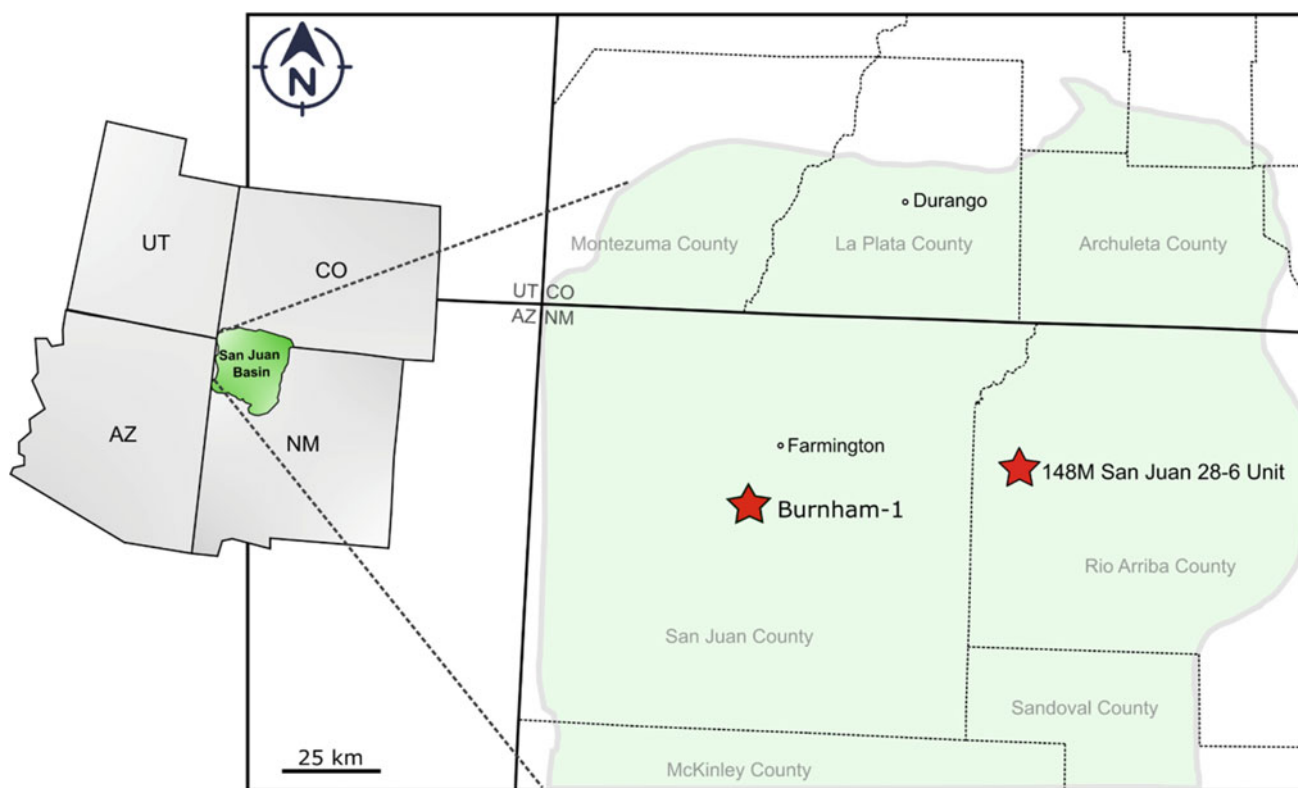 N
UT
CO
San Juan
Basin
AZ
NM
25 km
Durango
Montezuma County
La Plata County
Archuleta County
UT CO
AZ NM
Farmington
148M San Juan 28-6 Unit
Burnham-1
Rio Arriba County
San Juan County
Sandoval County
McKinley County